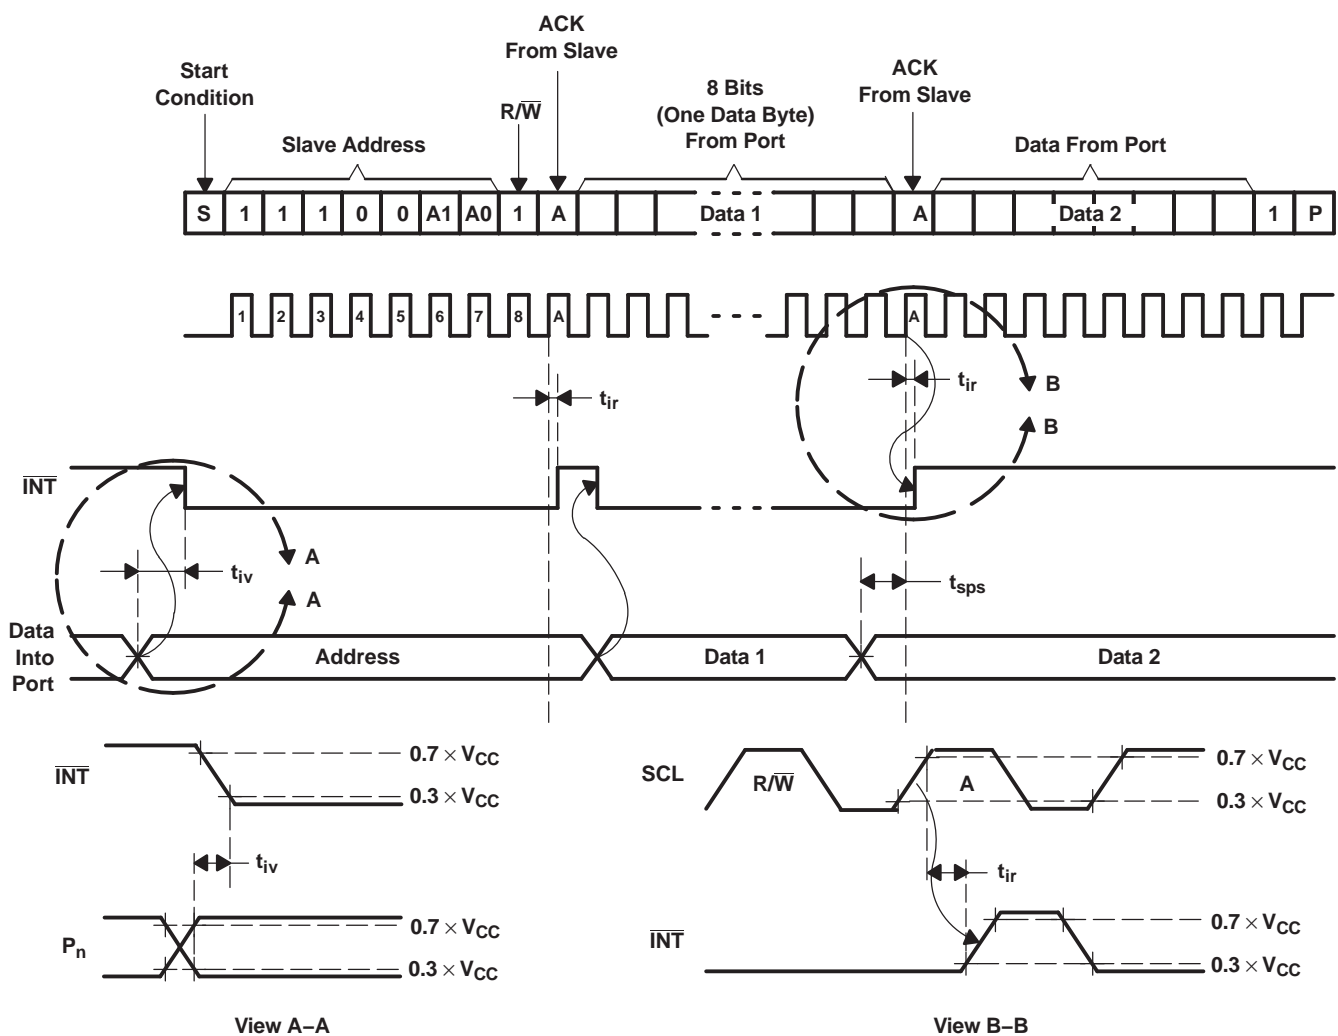 ACK
From Slave
Start
Condition
R/W̅
ACK
From Slave
8 Bits
(One Data Byte)
From Port
Slave Address
Data From Port
S 1 1 1 0 0 A1 A0 1 A Data 1 A Data 2 1 P
1 2 3 4 5 6 7 8 A A
t_ir
t_ir
B
B
I̅N̅T̅
A
A
t_iv
t_sps
Data
Into
Port
Address
Data 1
Data 2
I̅N̅T̅
0.7 × V_CC
0.3 × V_CC
t_iv
P_n
0.7 × V_CC
0.3 × V_CC
View A–A
SCL
R/W̅
A
0.7 × V_CC
0.3 × V_CC
t_ir
I̅N̅T̅
0.7 × V_CC
0.3 × V_CC
View B–B